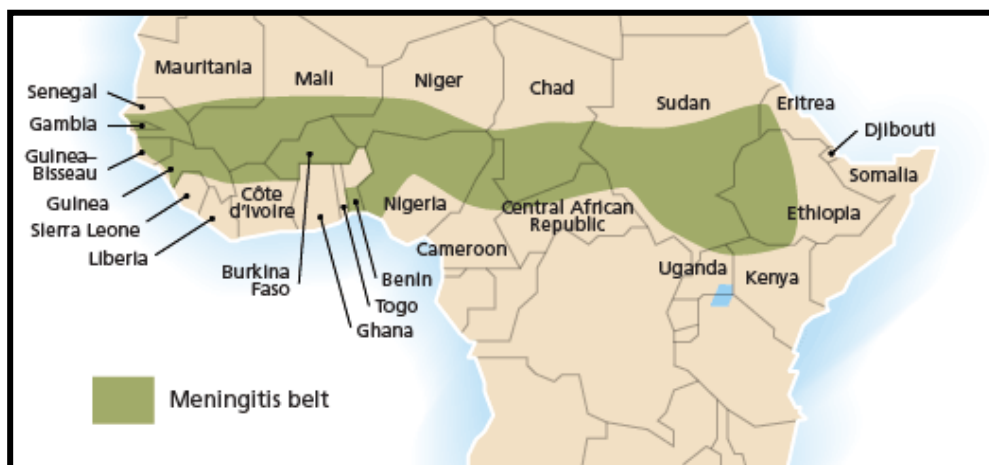 Mauritania
Mali
Niger
Chad
Sudan
Eritrea
Djibouti
Somalia
Ethiopia
Senegal
Gambia
Guinea–
Bisseau
Guinea
Sierra Leone
Liberia
Côte
d'Ivoire
Burkina
Faso
Ghana
Togo
Benin
Nigeria
Cameroon
Central African
Republic
Uganda
Kenya
Meningitis belt